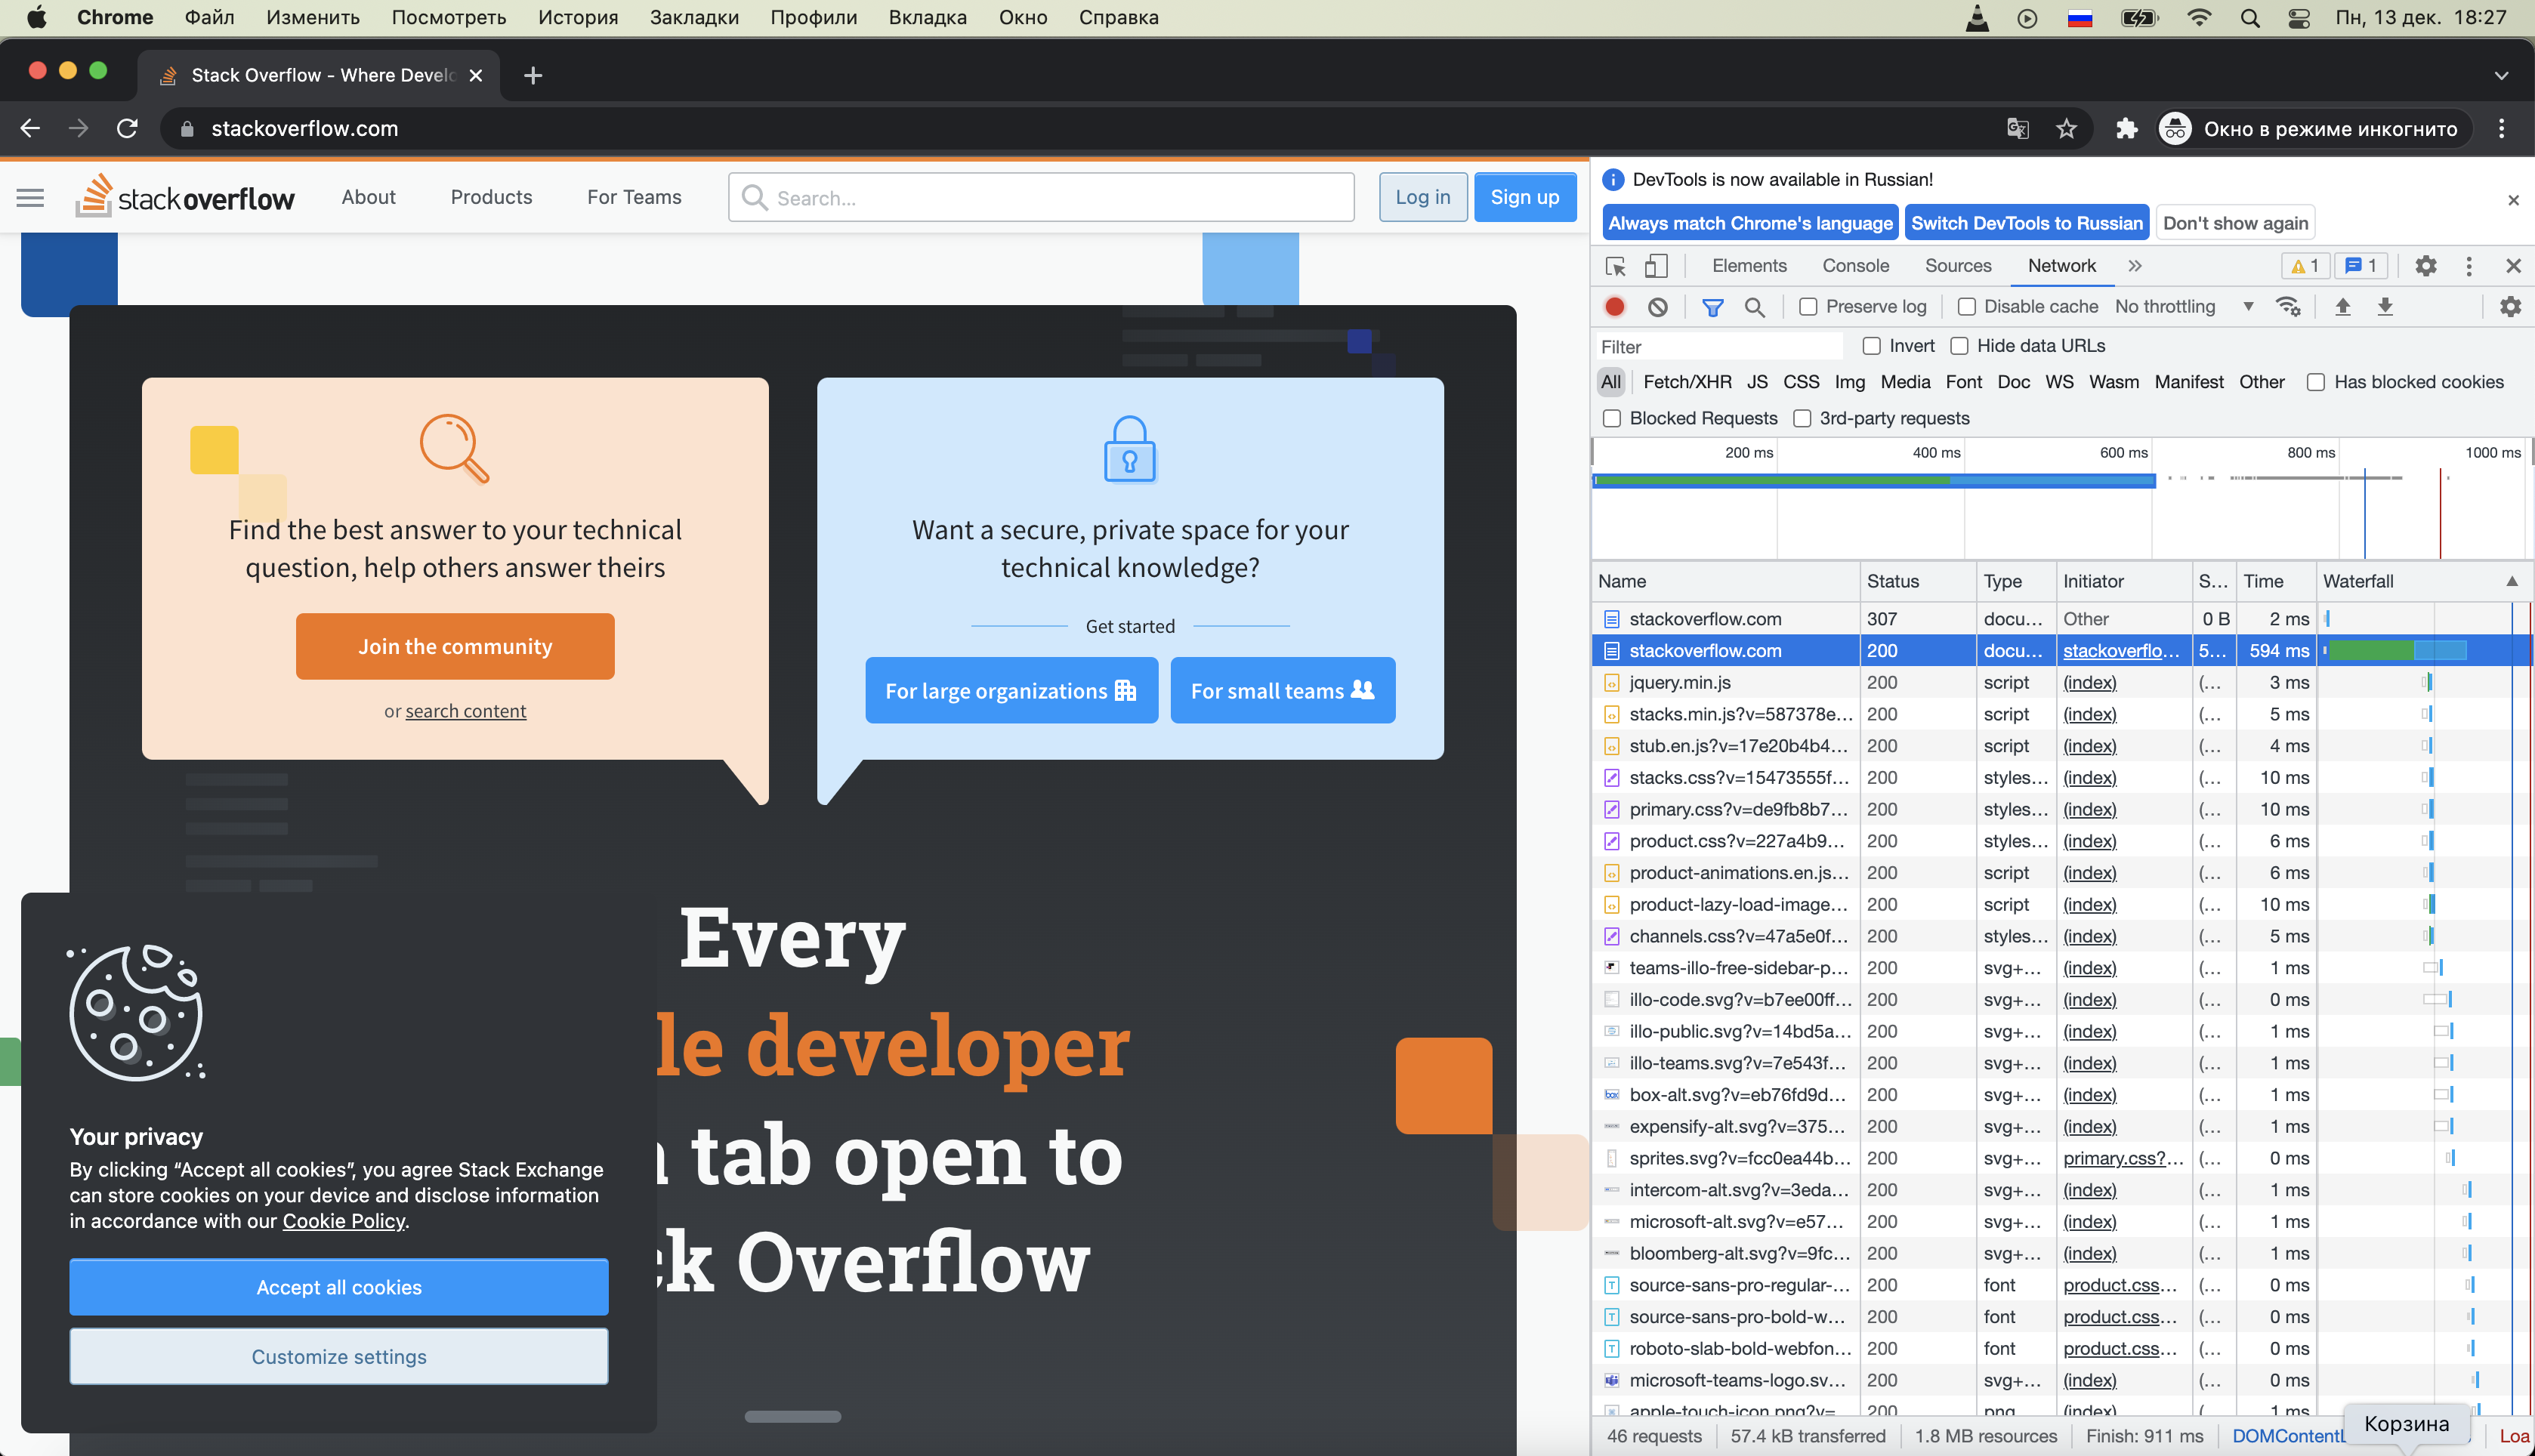 Chrome Файл Изменить Посмотреть История Закладки Профили Вкладка Окно Справка Пн, 13 дек. 18:27
Stack Overflow - Where Develo
stackoverflow.com Окно в режиме инкогнито
stackoverflow About Products For Teams Search... Log in Sign up
Find the best answer to your technical
question, help others answer theirs
Join the community
or search content
Want a secure, private space for your
technical knowledge?
Get started
For large organizations For small teams
Every
le developer
tab open to
ck Overflow
Your privacy
By clicking “Accept all cookies”, you agree Stack Exchange
can store cookies on your device and disclose information
in accordance with our Cookie Policy.
Accept all cookies
Customize settings
DevTools is now available in Russian!
Always match Chrome's language Switch DevTools to Russian Don't show again
Elements Console Sources Network » 1 1
Preserve log Disable cache No throttling
Filter Invert Hide data URLs
All Fetch/XHR JS CSS Img Media Font Doc WS Wasm Manifest Other Has blocked cookies
Blocked Requests 3rd-party requests
200 ms 400 ms 600 ms 800 ms 1000 ms
Name Status Type Initiator S... Time Waterfall
stackoverflow.com 307 docu... Other 0 B 2 ms
stackoverflow.com 200 docu... stackoverflo... 5... 594 ms
jquery.min.js 200 script (index) (... 3 ms
stacks.min.js?v=587378e... 200 script (index) (... 5 ms
stub.en.js?v=17e20b4b4... 200 script (index) (... 4 ms
stacks.css?v=15473555f... 200 styles... (index) (... 10 ms
primary.css?v=de9fb8b7... 200 styles... (index) (... 10 ms
product.css?v=227a4b9... 200 styles... (index) (... 6 ms
product-animations.en.js... 200 script (index) (... 6 ms
product-lazy-load-image... 200 script (index) (... 10 ms
channels.css?v=47a5e0f... 200 styles... (index) (... 5 ms
teams-illo-free-sidebar-p... 200 svg+... (index) (... 1 ms
illo-code.svg?v=b7ee00ff... 200 svg+... (index) (... 0 ms
illo-public.svg?v=14bd5a... 200 svg+... (index) (... 1 ms
illo-teams.svg?v=7e543f... 200 svg+... (index) (... 1 ms
box-alt.svg?v=eb76fd9d... 200 svg+... (index) (... 1 ms
expensify-alt.svg?v=375... 200 svg+... (index) (... 1 ms
sprites.svg?v=fcc0ea44b... 200 svg+... primary.css?... (... 0 ms
intercom-alt.svg?v=3eda... 200 svg+... (index) (... 1 ms
microsoft-alt.svg?v=e57... 200 svg+... (index) (... 1 ms
bloomberg-alt.svg?v=9fc... 200 svg+... (index) (... 1 ms
source-sans-pro-regular-... 200 font product.css... (... 0 ms
source-sans-pro-bold-w... 200 font product.css... (... 0 ms
roboto-slab-bold-webfon... 200 font product.css... (... 0 ms
microsoft-teams-logo.sv... 200 svg+... (index) (... 0 ms
apple-touch-icon.png?v= 200 png (index) (... 1 ms
46 requests 57.4 kB transferred 1.8 MB resources Finish: 911 ms DOMContentL Корзина Loa